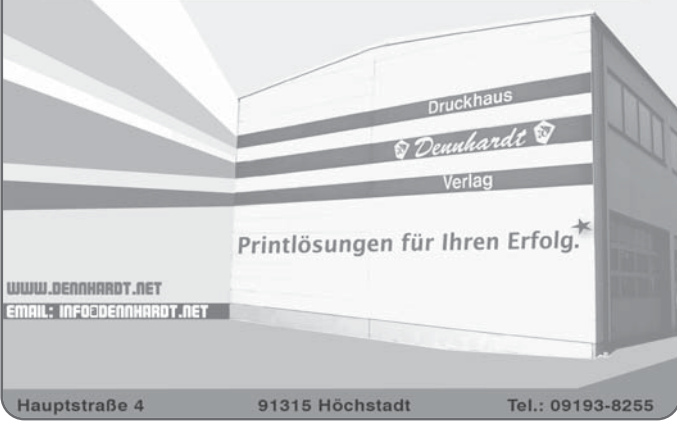 Druckhaus
Dennhardt
Verlag
Printlösungen für Ihren Erfolg.
WWW.DENNHARDT.NET
EMAIL: INFO@DENNHARDT.NET
Hauptstraße 4 91315 Höchstadt Tel.: 09193-8255